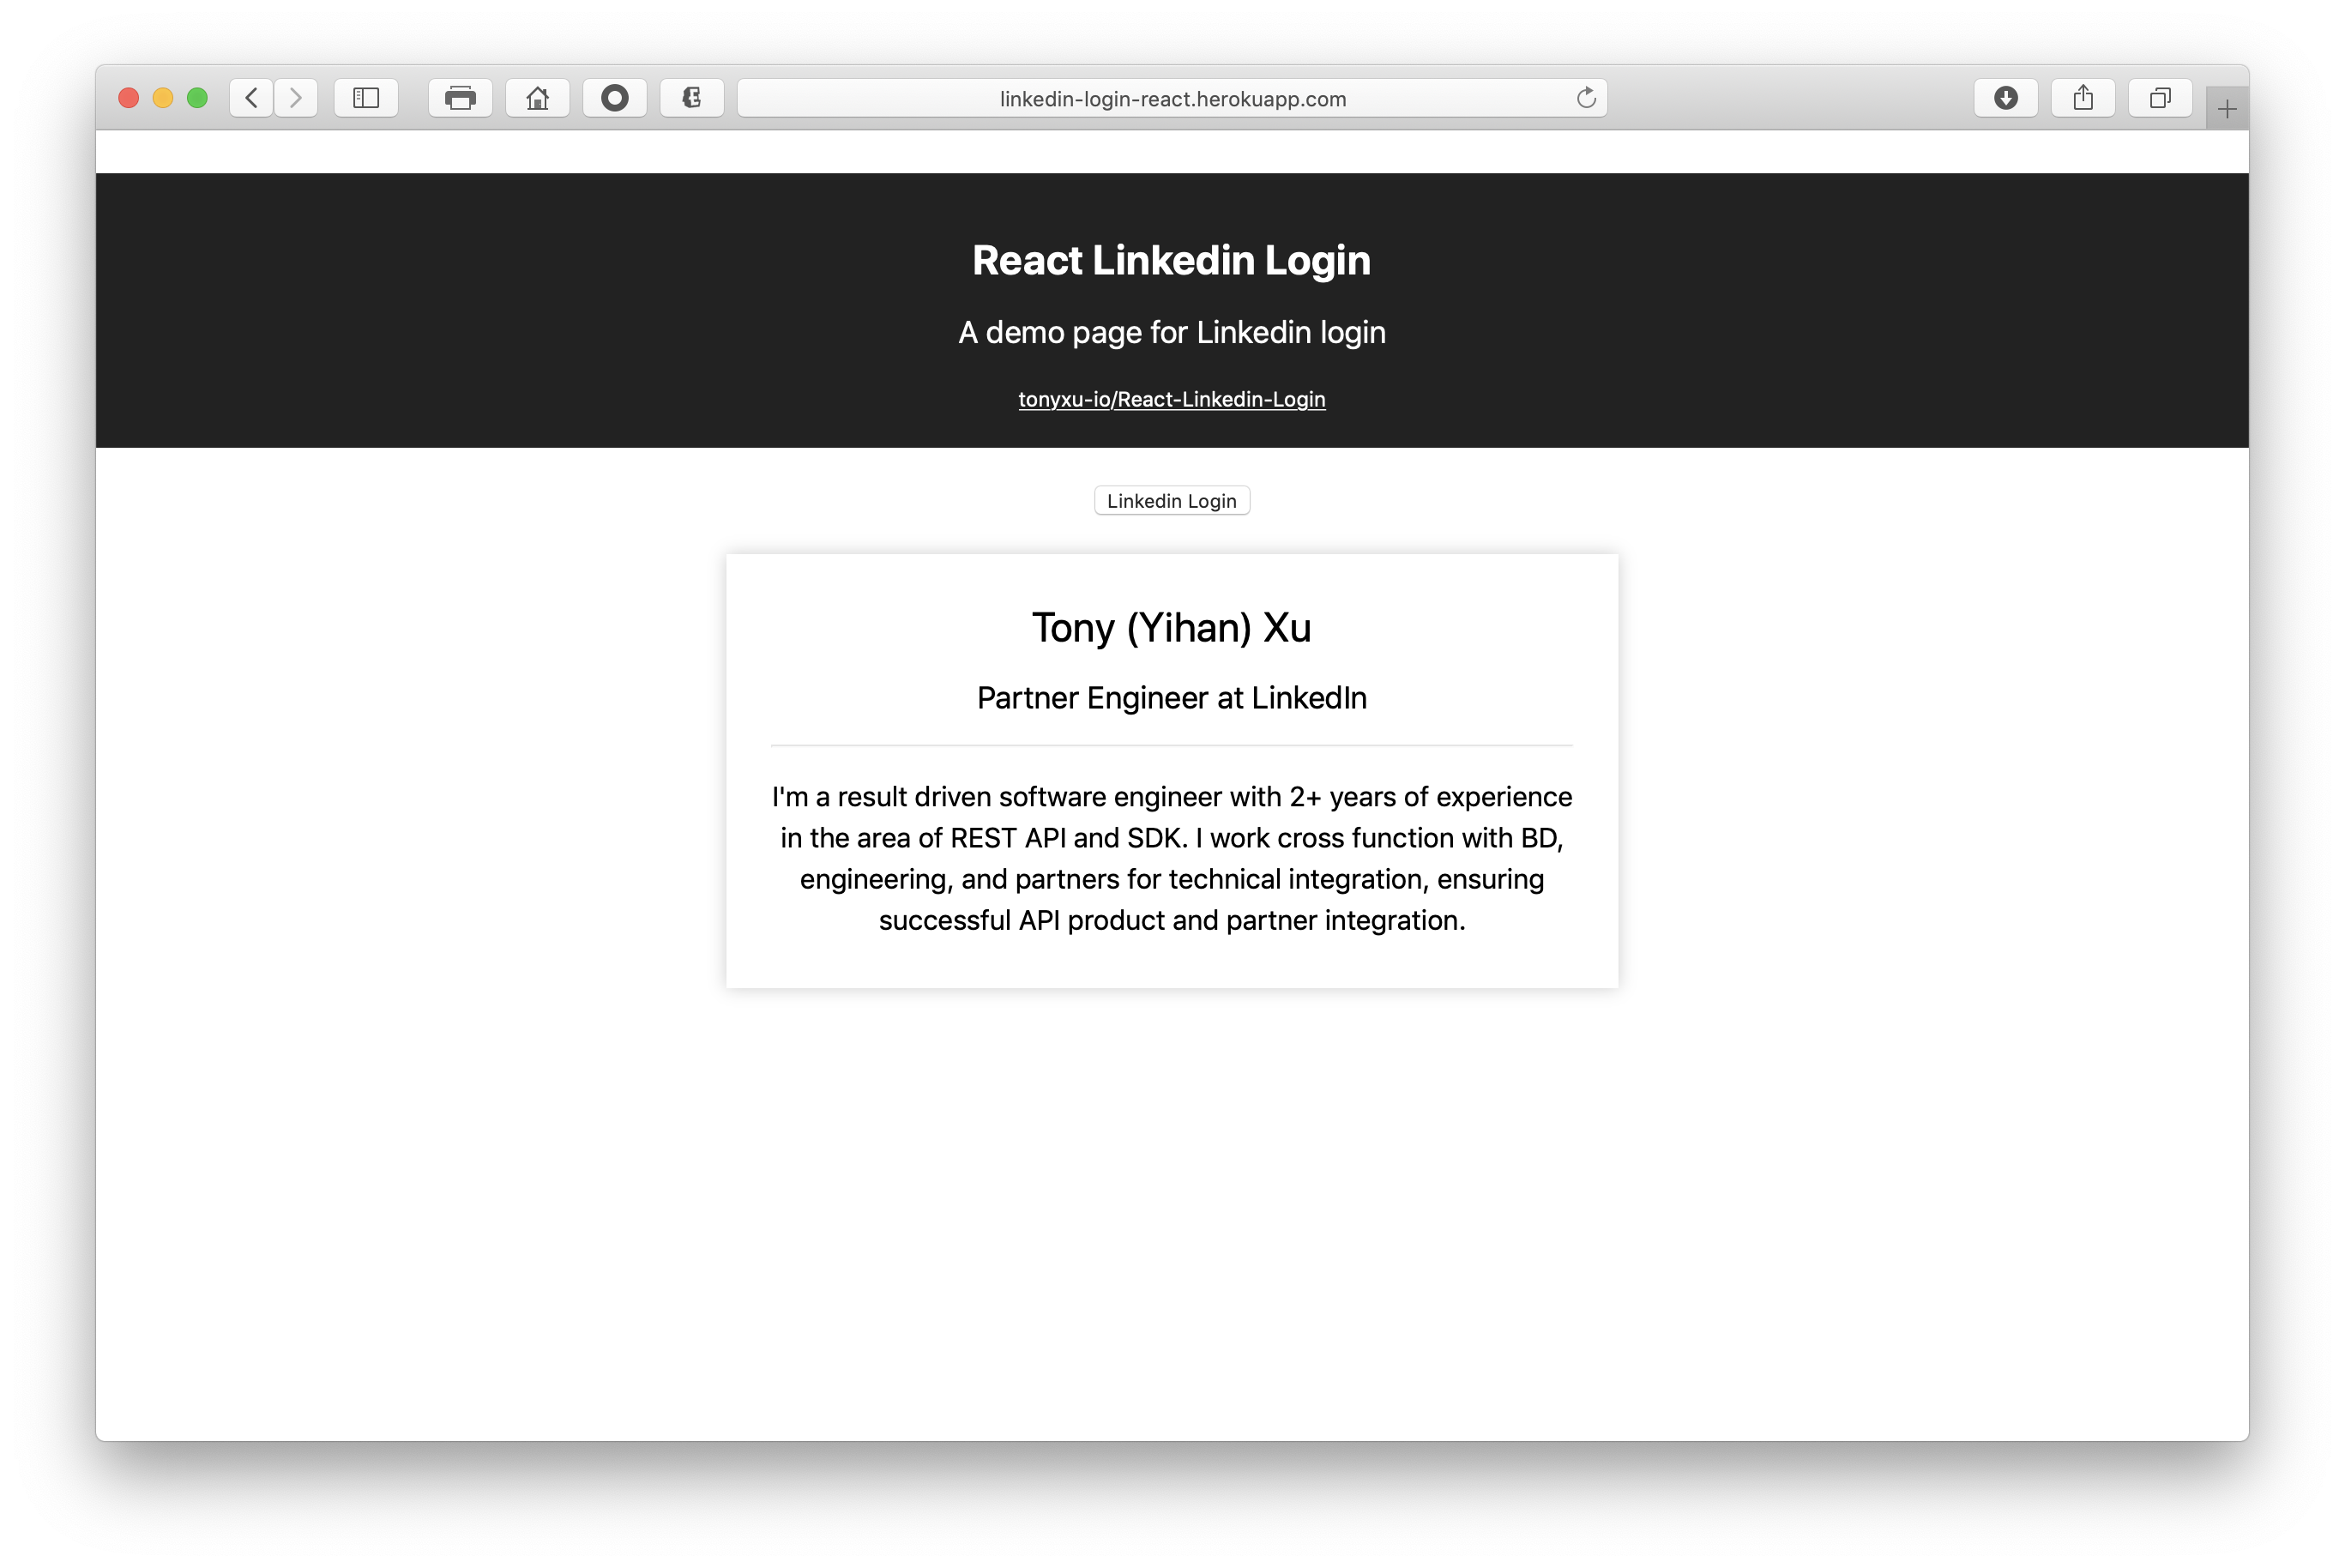 linkedin-login-react.herokuapp.com
React Linkedin Login
A demo page for Linkedin login
tonyxu-io/React-Linkedin-Login
Linkedin Login
Tony (Yihan) Xu
Partner Engineer at LinkedIn
I'm a result driven software engineer with 2+ years of experience
in the area of REST API and SDK. I work cross function with BD,
engineering, and partners for technical integration, ensuring
successful API product and partner integration.